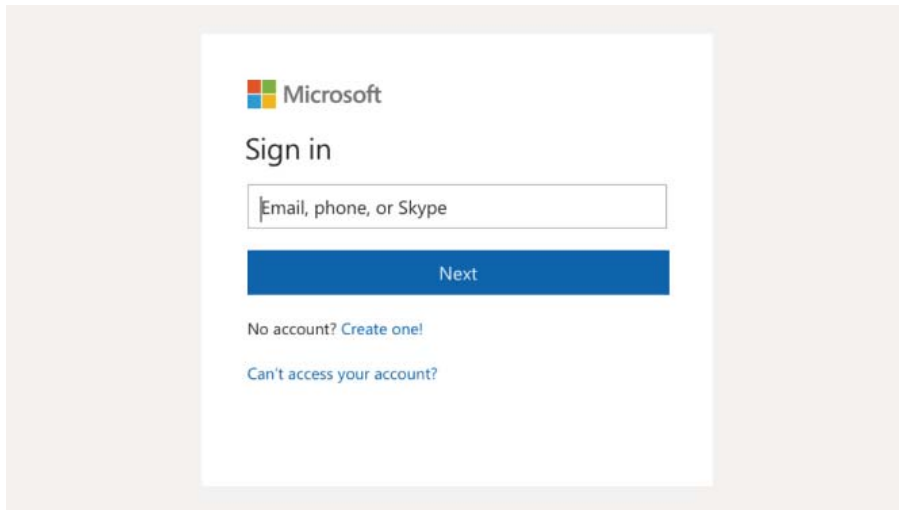 Microsoft
Sign in
Email, phone, or Skype
Next
No account? Create one!
Can't access your account?